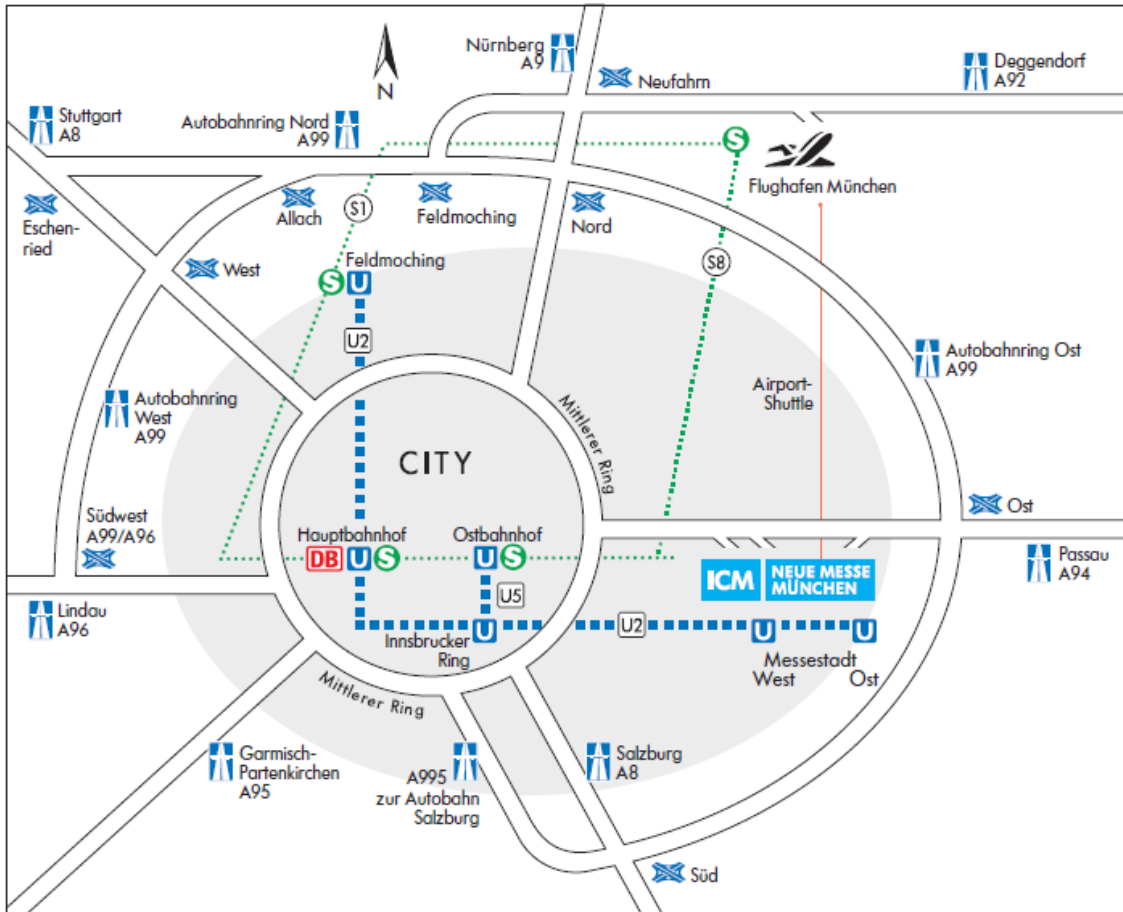 Nürnberg
A9
Deggendorf
A92
Neufahrn
N
Stuttgart
A8
Autobahnring Nord
A99
S
Flughafen München
Eschen-
ried
Allach
S1
Feldmoching
Nord
West
Feldmoching
S U
S8
U2
Autobahnring Ost
A99
Airport-
Shuttle
Autobahnring
West
A99
Mittlerer Ring
CITY
Südwest
A99/A96
Ost
Hauptbahnhof
DB U S
Ostbahnhof
U S
Passau
A94
ICM NEUE MESSE
MÜNCHEN
U5
Lindau
A96
Innsbrucker
Ring
U
U2
U
U
Messestadt
West Ost
Mittlerer Ring
Garmisch-
Partenkirchen
A95
A995
zur Autobahn
Salzburg
Salzburg
A8
Süd